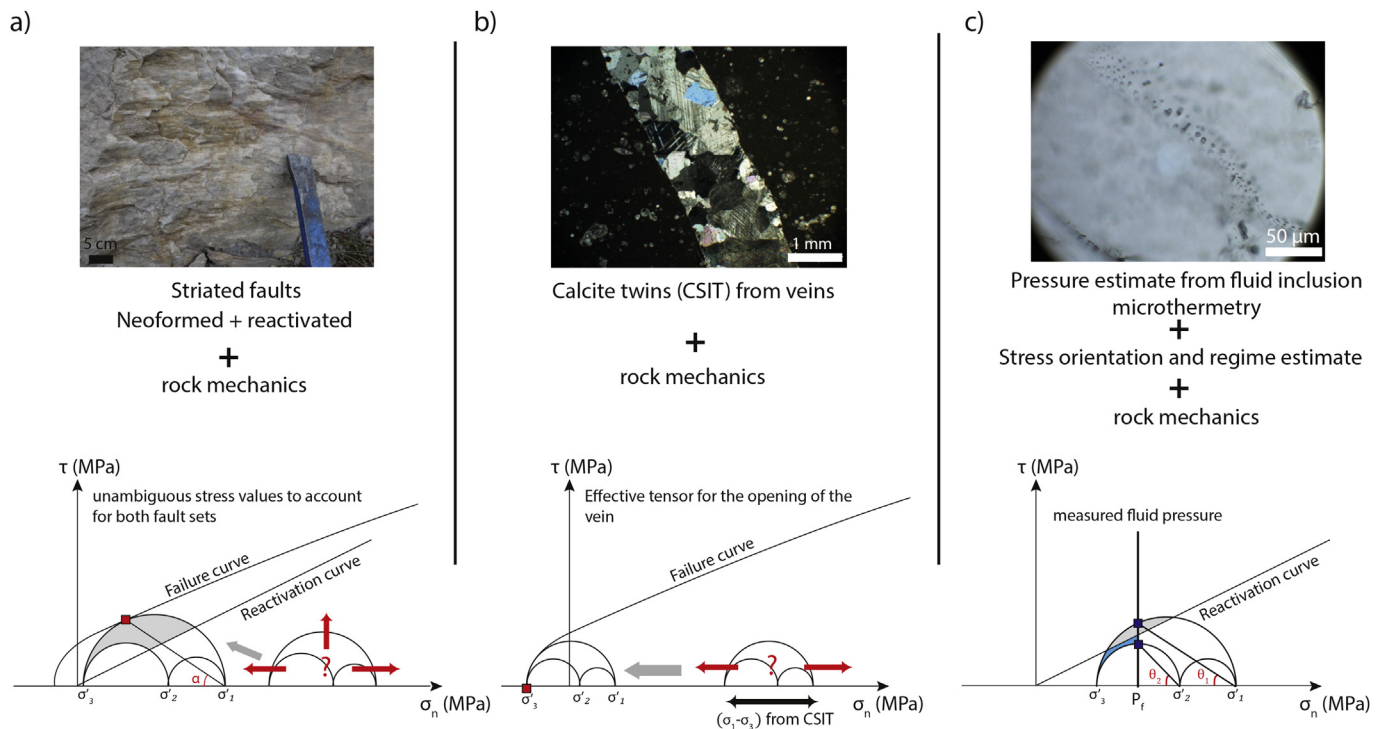 a)
5 cm
Striated faults
Neoformed + reactivated
+
rock mechanics
τ (MPa)
unambiguous stress values to account
for both fault sets
Failure curve
Reactivation curve
?
α
σ'3
σ'2
σ'1
σn (MPa)
b)
1 mm
Calcite twins (CSIT) from veins
+
rock mechanics
τ (MPa)
Effective tensor for the opening of the
vein
Failure curve
?
σ'3
σ'2
σ'1
σn (MPa)
(σ1-σ3) from CSIT
c)
50 µm
Pressure estimate from fluid inclusion
microthermetry
+
Stress orientation and regime estimate
+
rock mechanics
τ (MPa)
measured fluid pressure
Reactivation curve
θ2
θ1
σ'3
Pf
σ'2
σ'1
σn (MPa)